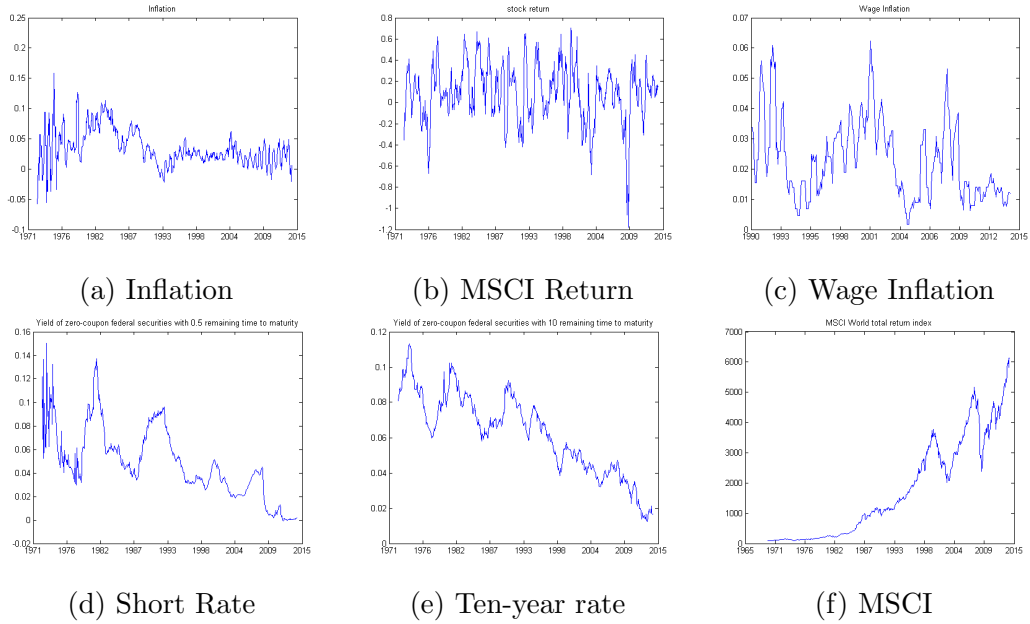 Inflation
0.25
0.2
0.15
0.1
0.05
0
-0.05
-0.1
1971 1976 1982 1987 1993 1998 2004 2009 2015
(a) Inflation
stock return
0.8
0.6
0.4
0.2
0
-0.2
-0.4
-0.6
-0.8
-1
-1.2
1971 1976 1982 1987 1993 1998 2004 2009 2015
(b) MSCI Return
Wage Inflation
0.07
0.06
0.05
0.04
0.03
0.02
0.01
0
1990 1993 1995 1998 2001 2004 2006 2009 2012 2015
(c) Wage Inflation
Yield of zero-coupon federal securities with 0.5 remaining time to maturity
0.16
0.14
0.12
0.1
0.08
0.06
0.04
0.02
0
-0.02
1971 1976 1982 1987 1993 1998 2004 2009 2015
(d) Short Rate
Yield of zero-coupon federal securities with 10 remaining time to maturity
0.12
0.1
0.08
0.06
0.04
0.02
0
1971 1976 1982 1987 1993 1998 2004 2009 2015
(e) Ten-year rate
MSCI World total return index
7000
6000
5000
4000
3000
2000
1000
0
1965 1971 1976 1982 1987 1993 1998 2004 2009 2015
(f) MSCI